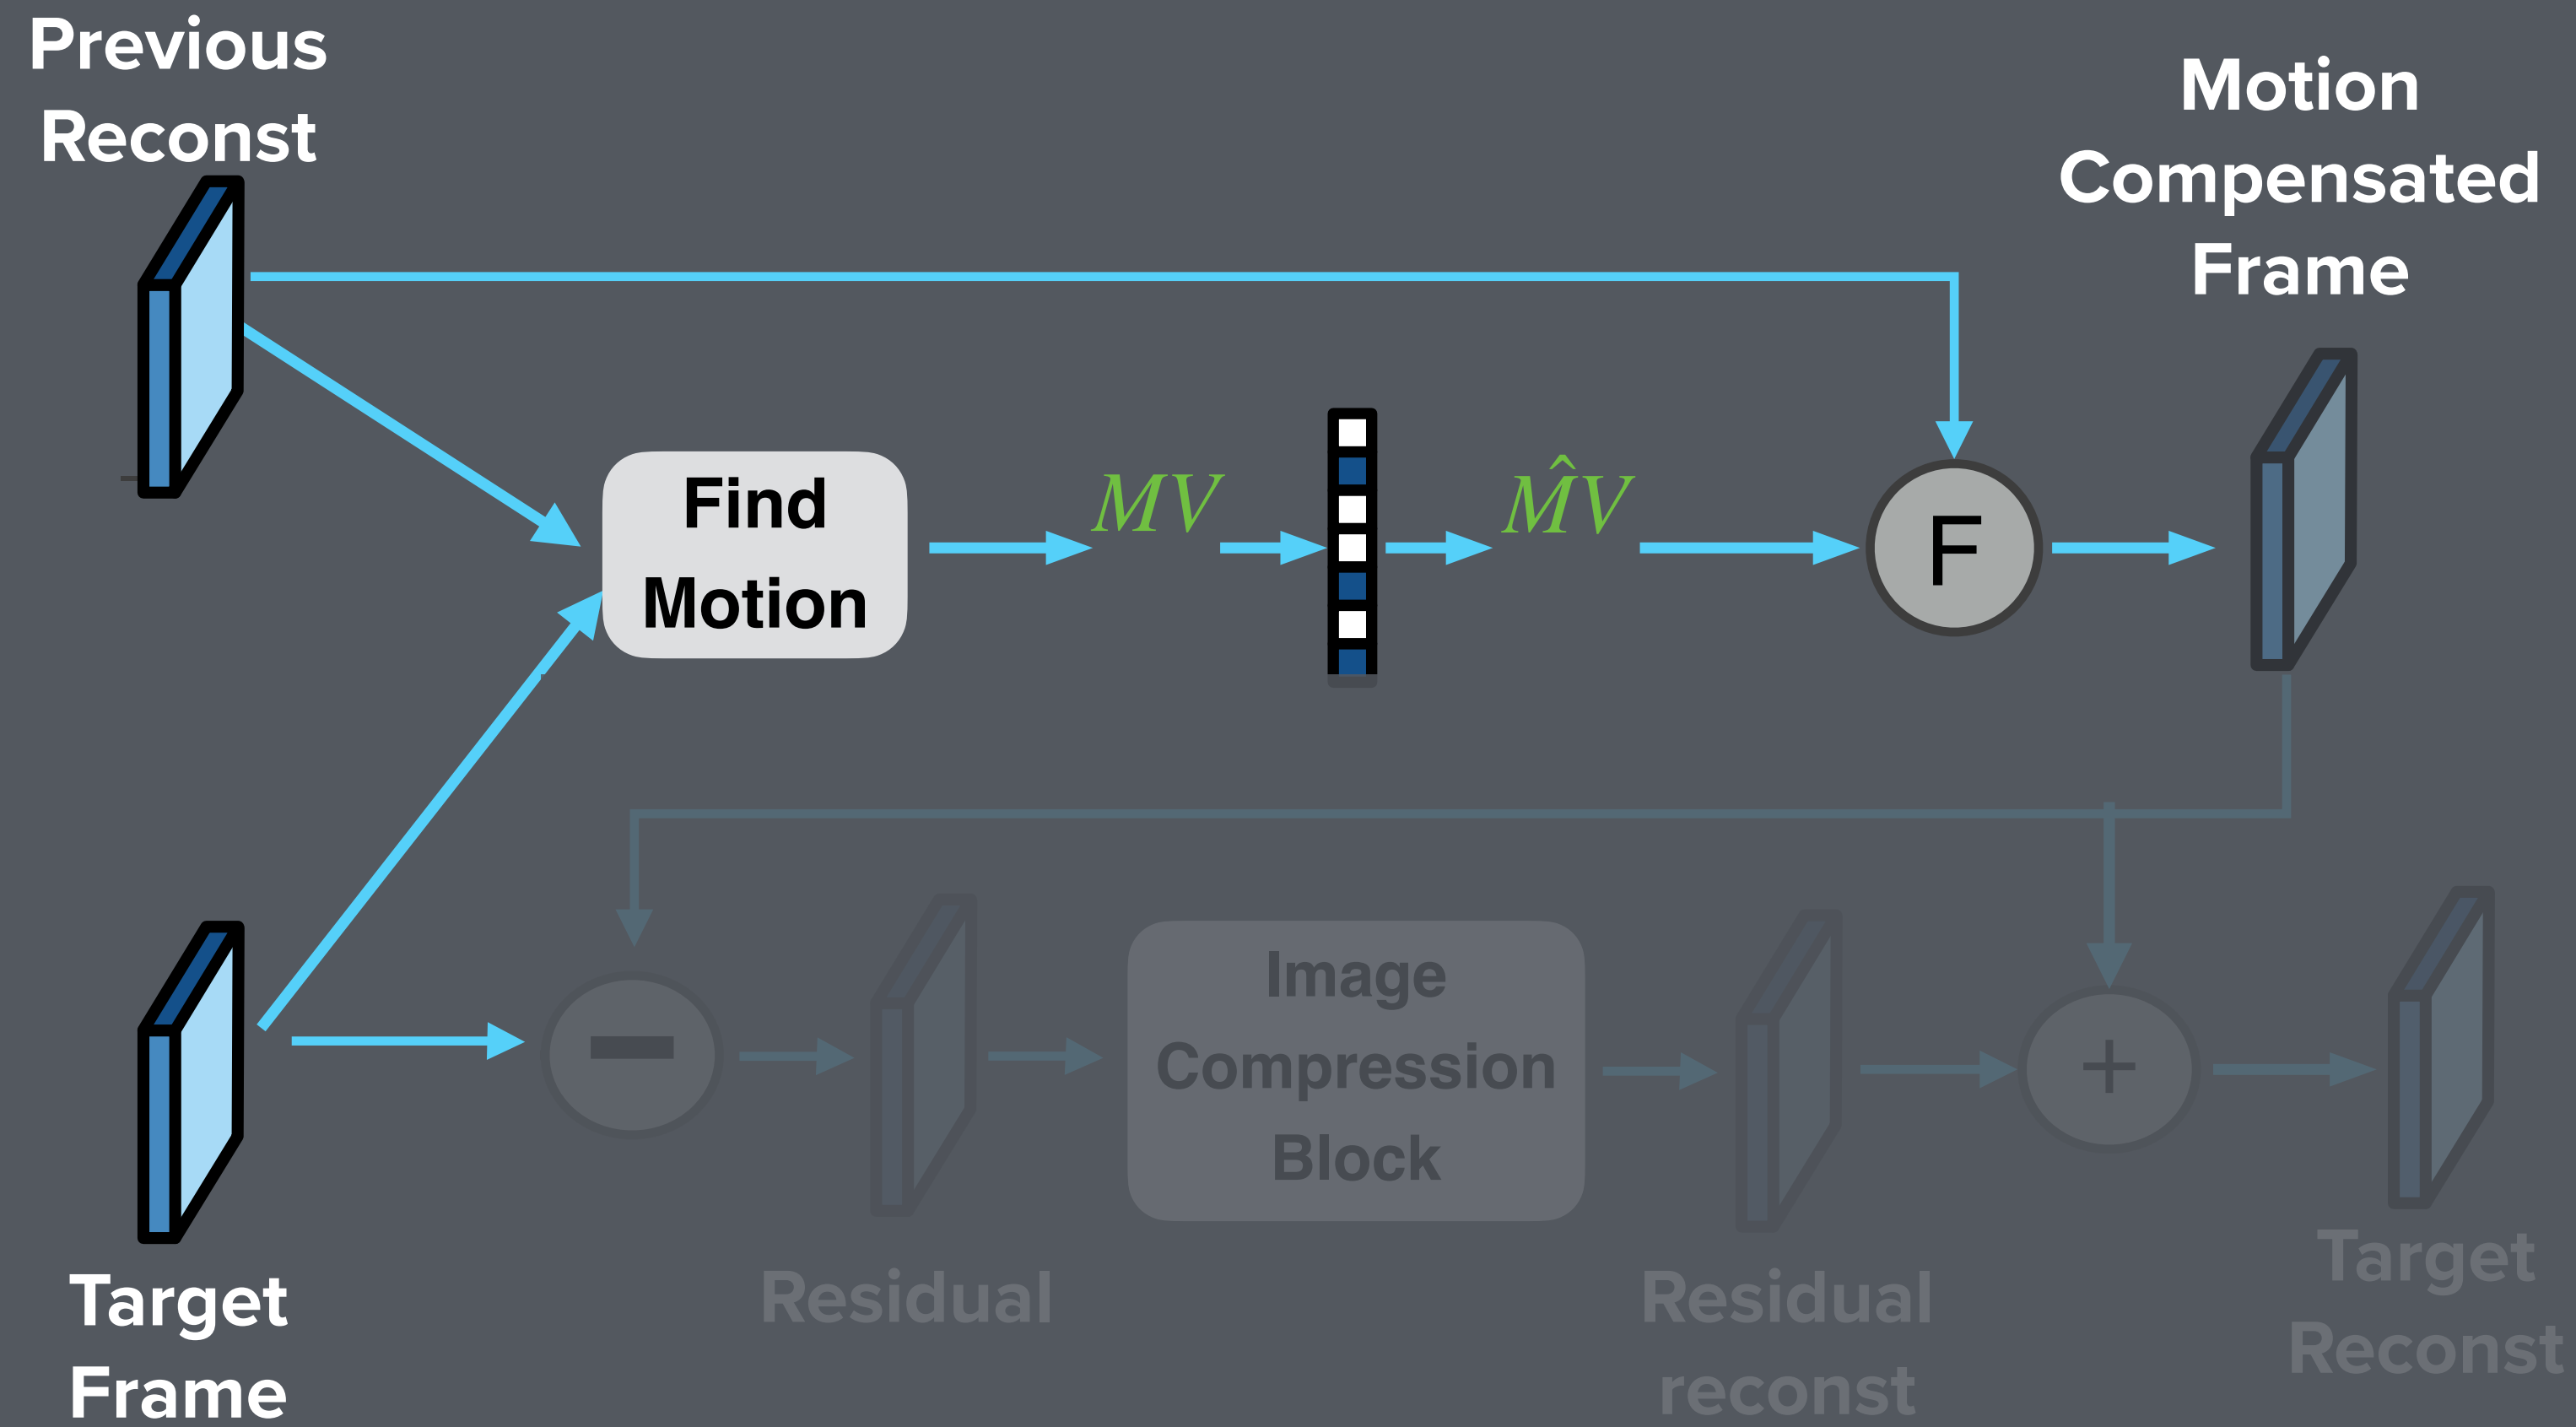 Previous
Reconst
Motion
Compensated
Frame
Find
Motion
MV
M̂V
F
Target
Frame
−
Residual
Image
Compression
Block
Residual
reconst
+
Target
Reconst